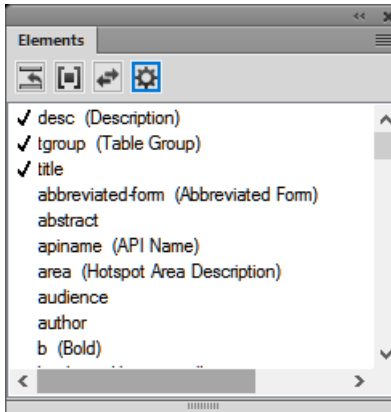 Elements
✓ desc (Description)
✓ tgroup (Table Group)
✓ title
abbreviated-form (Abbreviated Form)
abstract
apiname (API Name)
area (Hotspot Area Description)
audience
author
b (Bold)